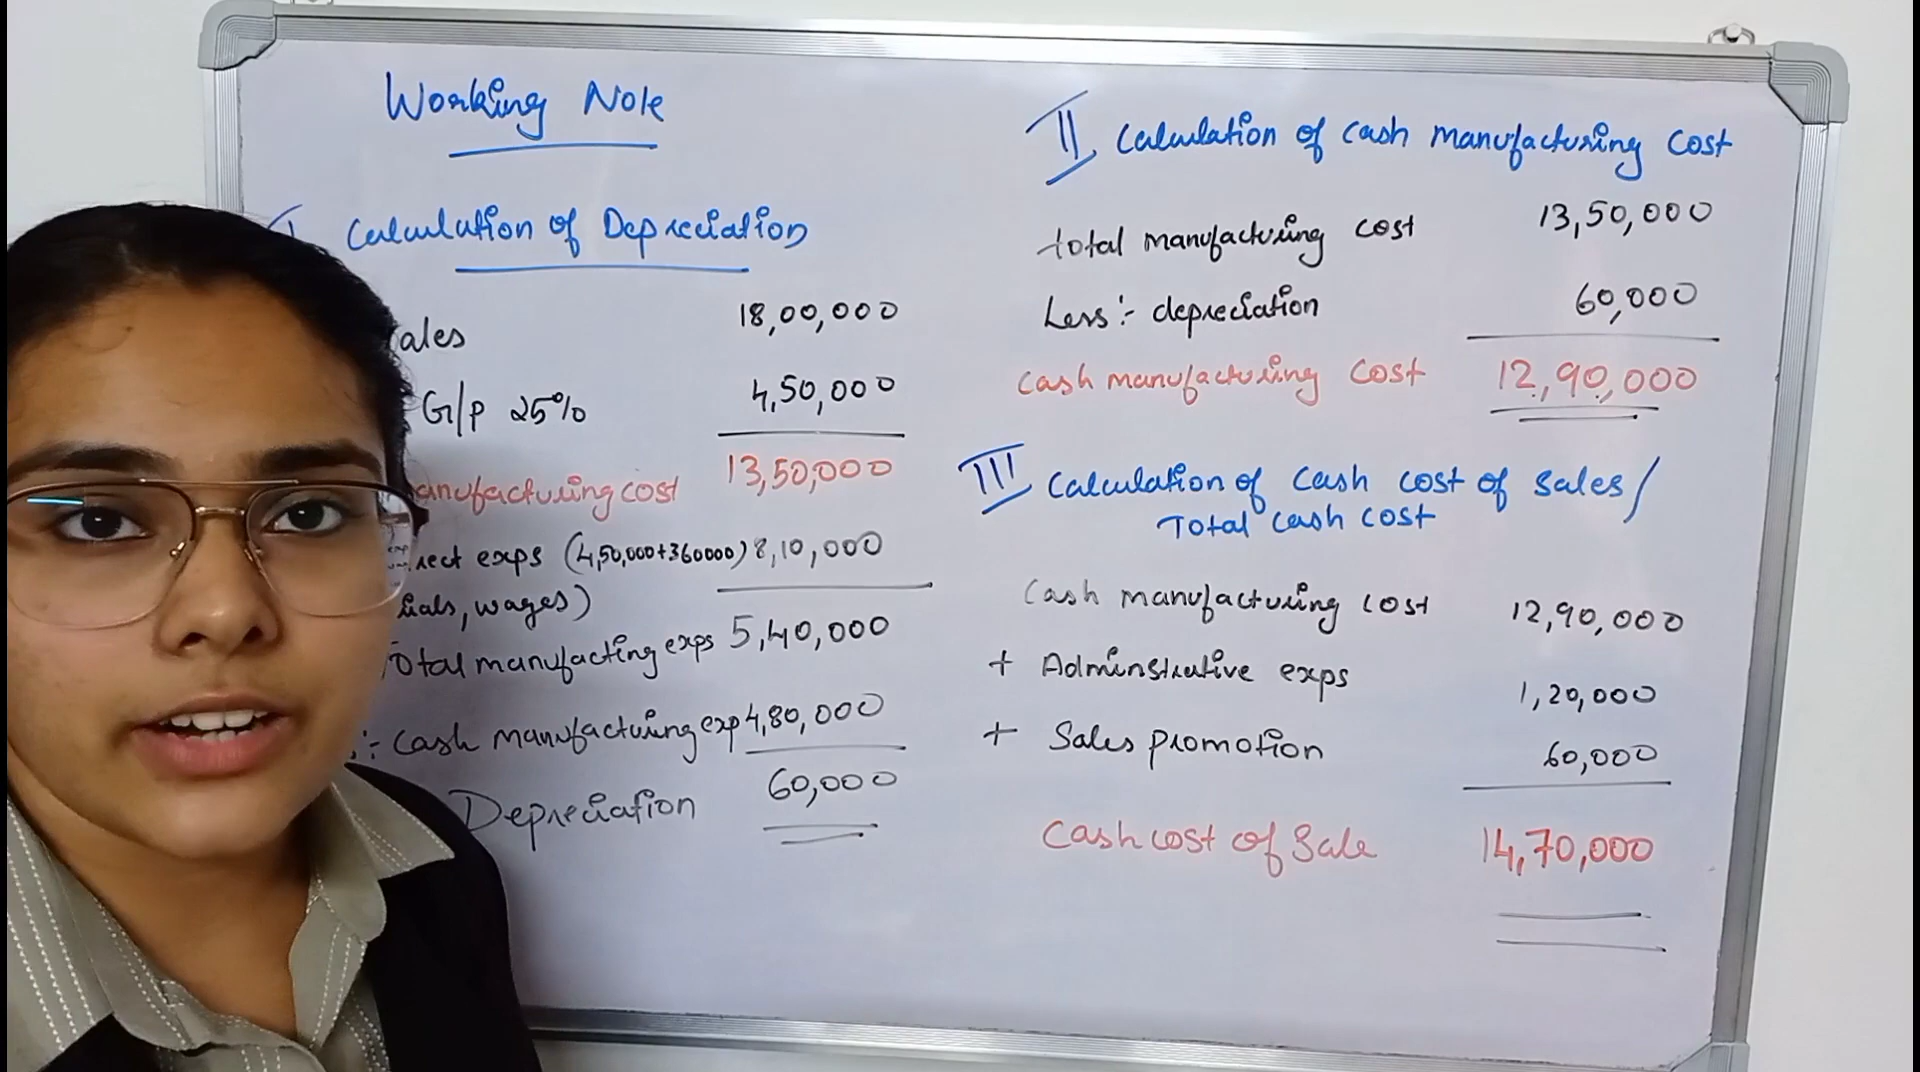 Working Note
I Calculation of Depreciation
ales 18,00,000
G/P 25% 4,50,000
anufacturing cost 13,50,000
rect exps (4,50,000+360000) 8,10,000
ials, wages)
Total manufacting exps 5,40,000
:- Cash manufacturing exp 4,80,000
Depreciation 60,000
II Calculation of cash manufacturing cost
total manufacturing cost 13,50,000
Less :- depreciation 60,000
Cash manufacturing cost 12,90,000
III Calculation of cash cost of sales/
Total cash cost
Cash manufacturing cost 12,90,000
+ Adminstrative exps 1,20,000
+ Sales promotion 60,000
Cash cost of Sale 14,70,000